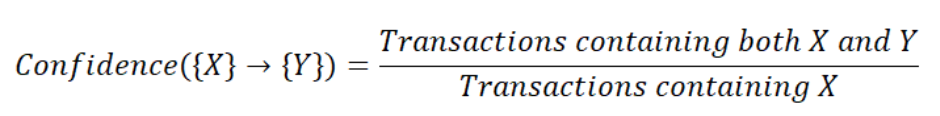 Confidence({X} → {Y}) = Transactions containing both X and Y / Transactions containing X